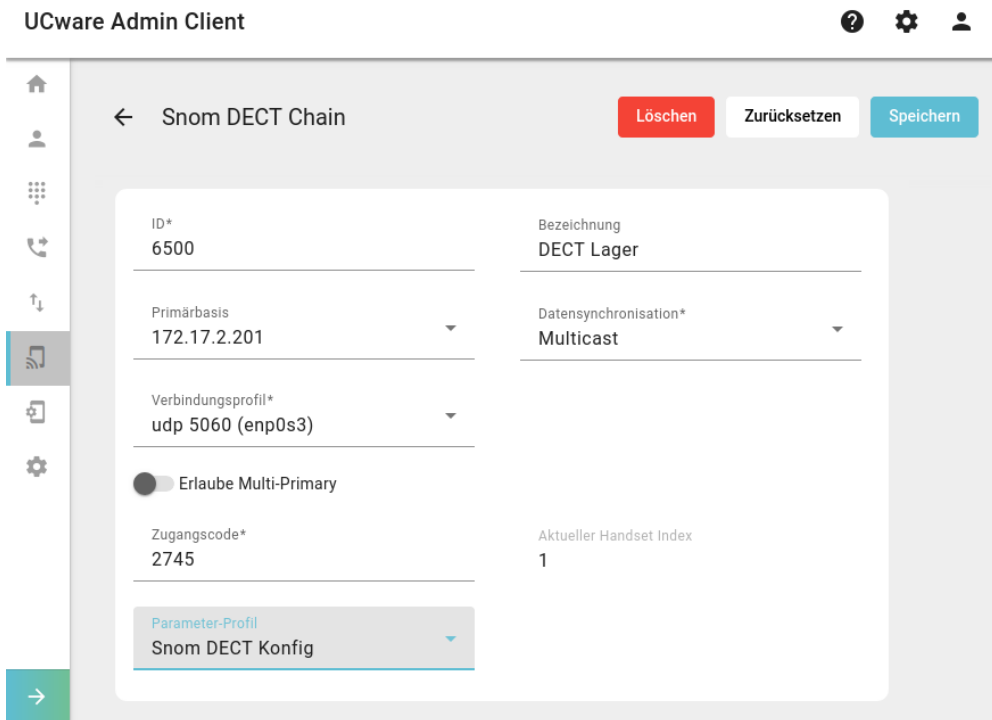 UCware Admin Client
Snom DECT Chain
Löschen
Zurücksetzen
Speichern
ID*
6500
Bezeichnung
DECT Lager
Primärbasis
172.17.2.201
Datensynchronisation*
Multicast
Verbindungsprofil*
udp 5060 (enp0s3)
Erlaube Multi-Primary
Zugangscode*
2745
Aktueller Handset Index
1
Parameter-Profil
Snom DECT Konfig